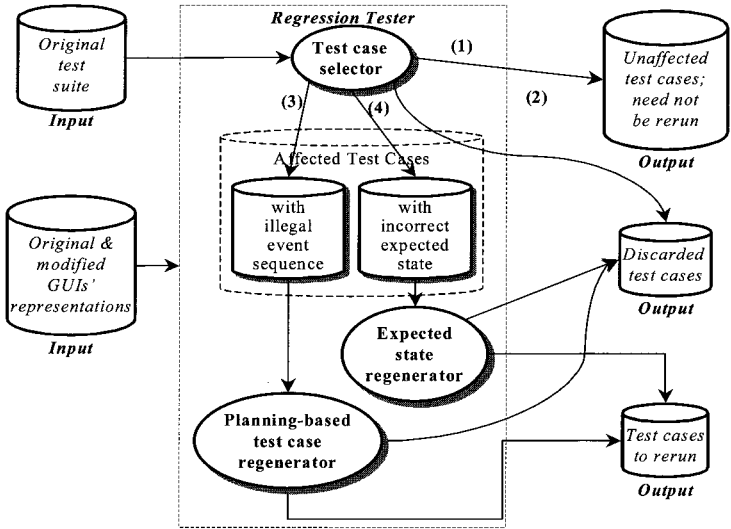 Regression Tester
Original
test
suite
Input
Test case
selector
(1)
(2)
(3)
(4)
Unaffected
test cases;
need not
be rerun
Output
Affected Test Cases
with
illegal
event
sequence
with
incorrect
expected
state
Original &
modified
GUIs'
representations
Input
Discarded
test cases
Output
Expected
state
regenerator
Planning-based
test case
regenerator
Test cases
to rerun
Output